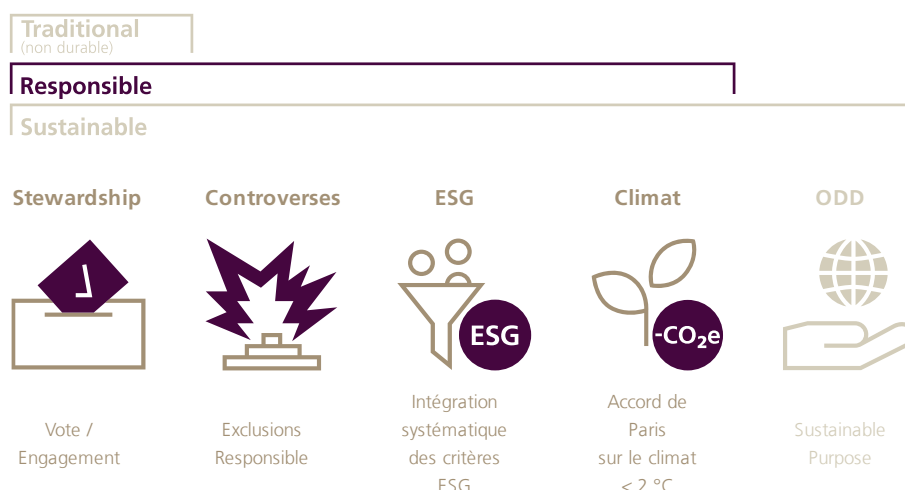 Traditional
(non durable)
Responsible
Sustainable
Stewardship
Controverses
ESG
Climat
ODD
ESG
-CO₂e
Vote /
Engagement
Exclusions
Responsible
Intégration
systématique
des critères
ESG
Accord de
Paris
sur le climat
< 2 °C
Sustainable
Purpose